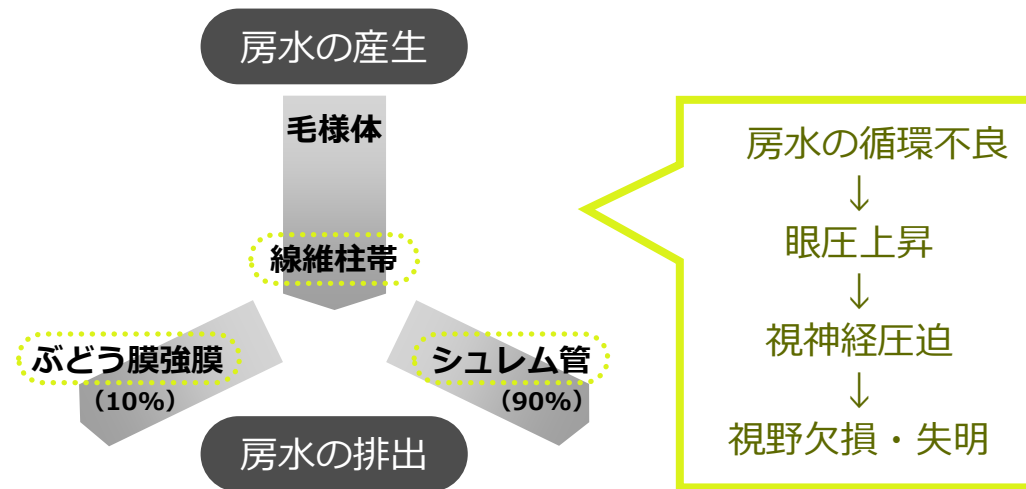 房水の産生
毛様体
線維柱帯
ぶどう膜強膜
（10%）
シュレム管
（90%）
房水の排出
房水の循環不良
↓
眼圧上昇
↓
視神経圧迫
↓
視野欠損・失明